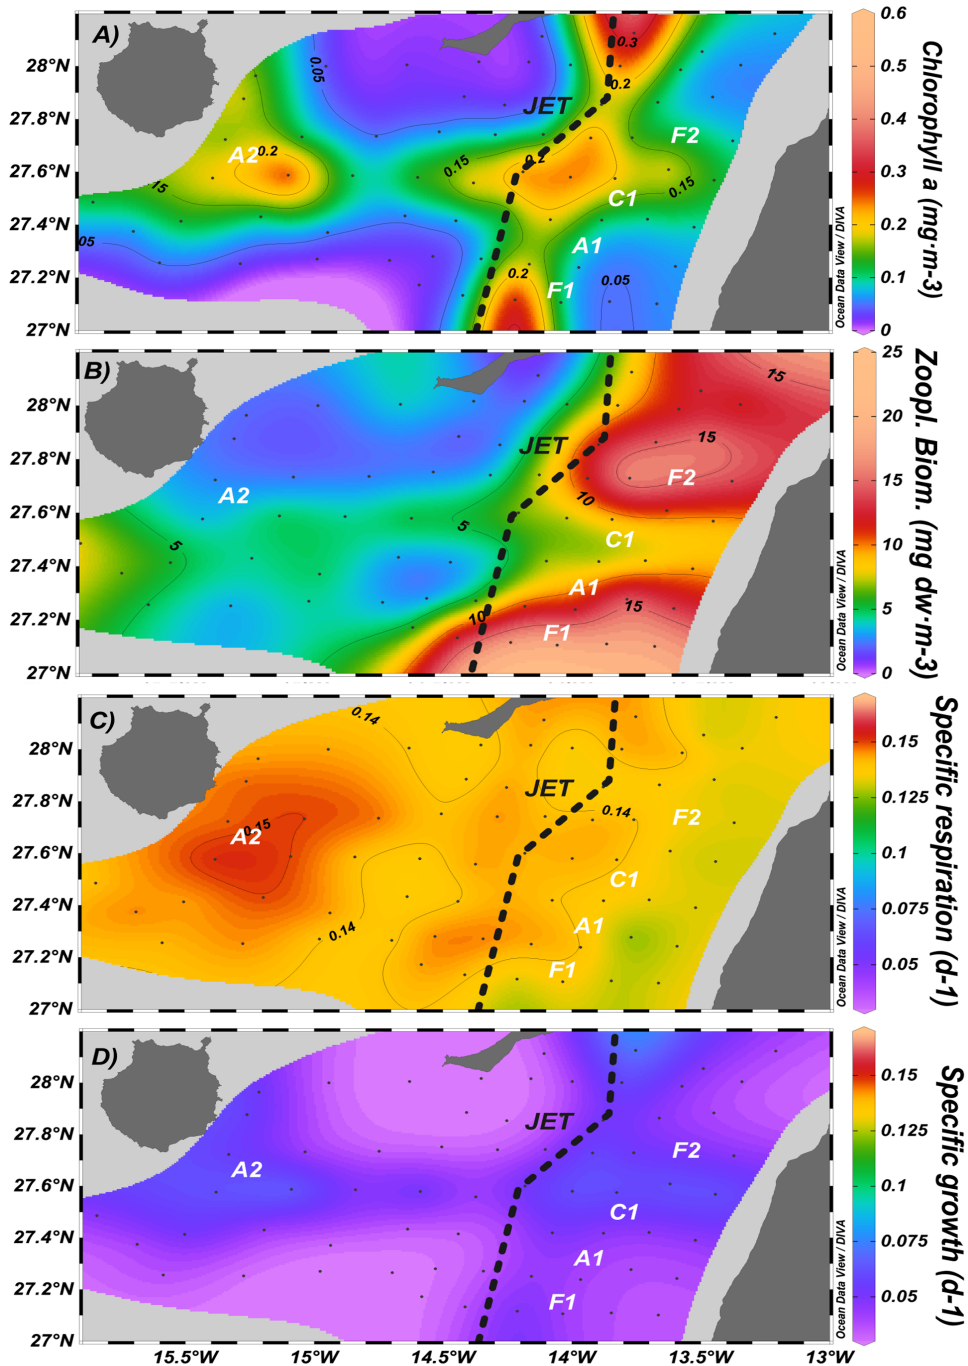 A)
0.05
0.3
0.2
JET
F2
A2
0.2
0.2
0.15
0.15
0.15
C1
A1
05
0.2
0.05
F1
28°N
27.8°N
27.6°N
27.4°N
27.2°N
27°N
Ocean Data View / DIVA
0.6
0.5
0.4
0.3
0.2
0.1
0
Chlorophyll a (mg·m-3)
B)
15
JET
15
F2
A2
10
5
5
C1
A1
15
10
F1
28°N
27.8°N
27.6°N
27.4°N
27.2°N
27°N
Ocean Data View / DIVA
25
20
15
10
5
0
Zoopl. Biom. (mg dw·m-3)
C)
0.14
JET
0.14
F2
0.15
A2
C1
0.14
A1
F1
28°N
27.8°N
27.6°N
27.4°N
27.2°N
27°N
Ocean Data View / DIVA
0.15
0.125
0.1
0.075
0.05
Specific respiration (d-1)
D)
JET
F2
A2
C1
A1
F1
28°N
27.8°N
27.6°N
27.4°N
27.2°N
27°N
Ocean Data View / DIVA
0.15
0.125
0.1
0.075
0.05
Specific growth (d-1)
15.5°W
15°W
14.5°W
14°W
13.5°W
13°W